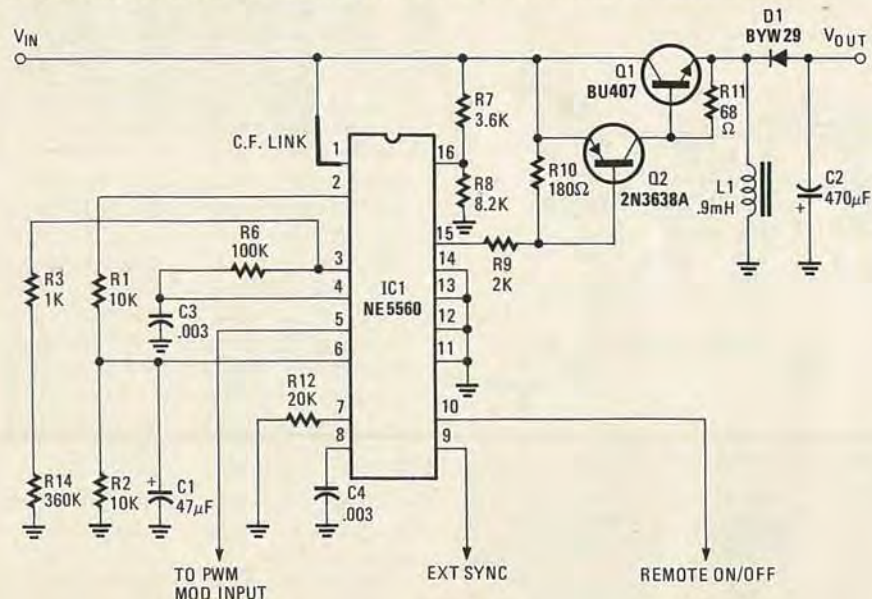 D1
BYW29
VIN
VOUT
Q1
BU407
R11
68
Ω
R7
3.6K
C.F. LINK
1
16
2
R8
8.2K
R10
180Ω
Q2
2N3638A
L1
.9mH
C2
470µF
+
15
R6
100K
R9
2K
3
14
R3
1K
R1
10K
IC1
NE5560
4
13
C3
.003
5
12
6
11
R12
20K
7
10
8
9
R14
360K
R2
10K
+
C1
47µF
C4
.003
TO PWM
MOD INPUT
EXT SYNC
REMOTE ON/OFF